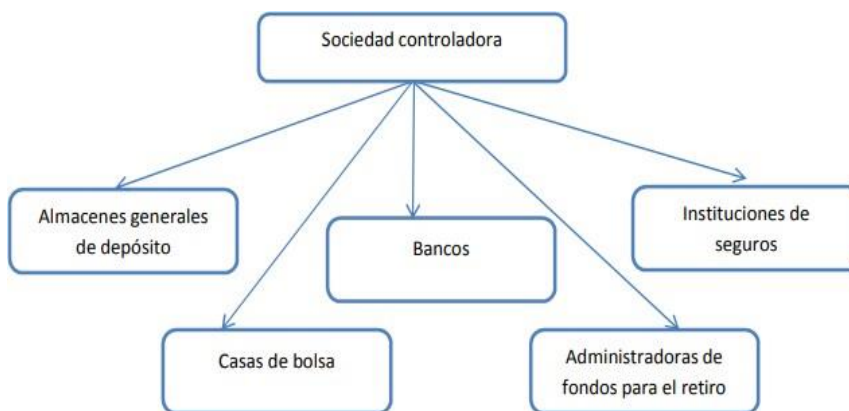 Sociedad controladora
Almacenes generales
de depósito
Bancos
Instituciones de
seguros
Casas de bolsa
Administradoras de
fondos para el retiro